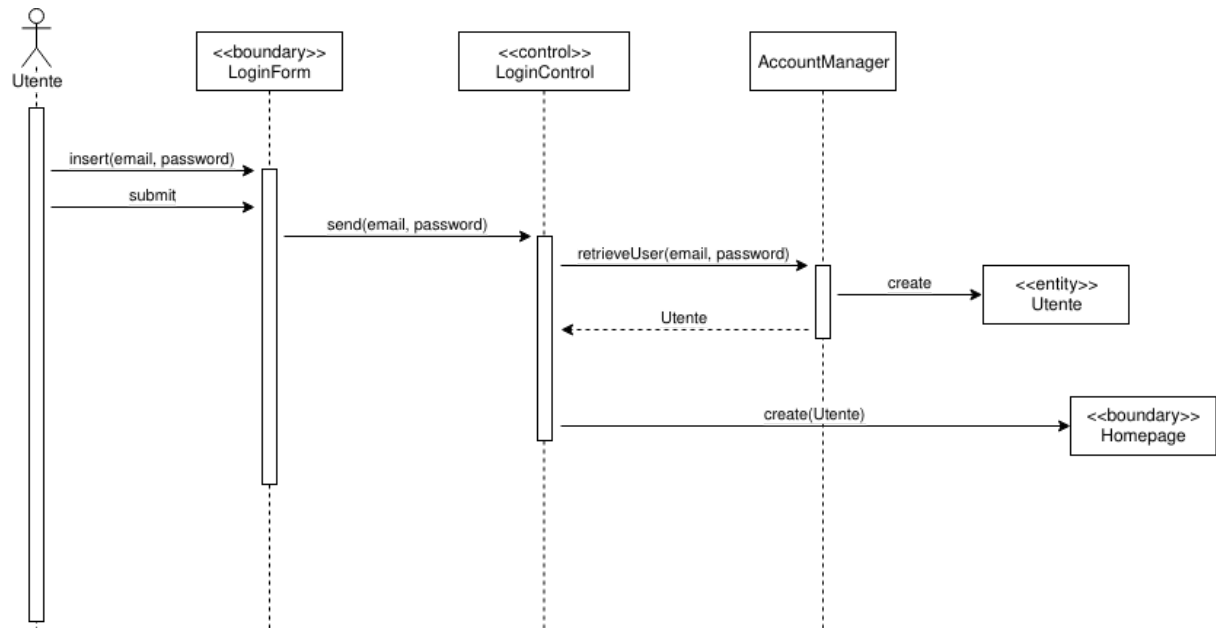 <<boundary>>
LoginForm
<<control>>
LoginControl
AccountManager
Utente
insert(email, password)
submit
send(email, password)
retrieveUser(email, password)
create
<<entity>>
Utente
Utente
create(Utente)
<<boundary>>
Homepage